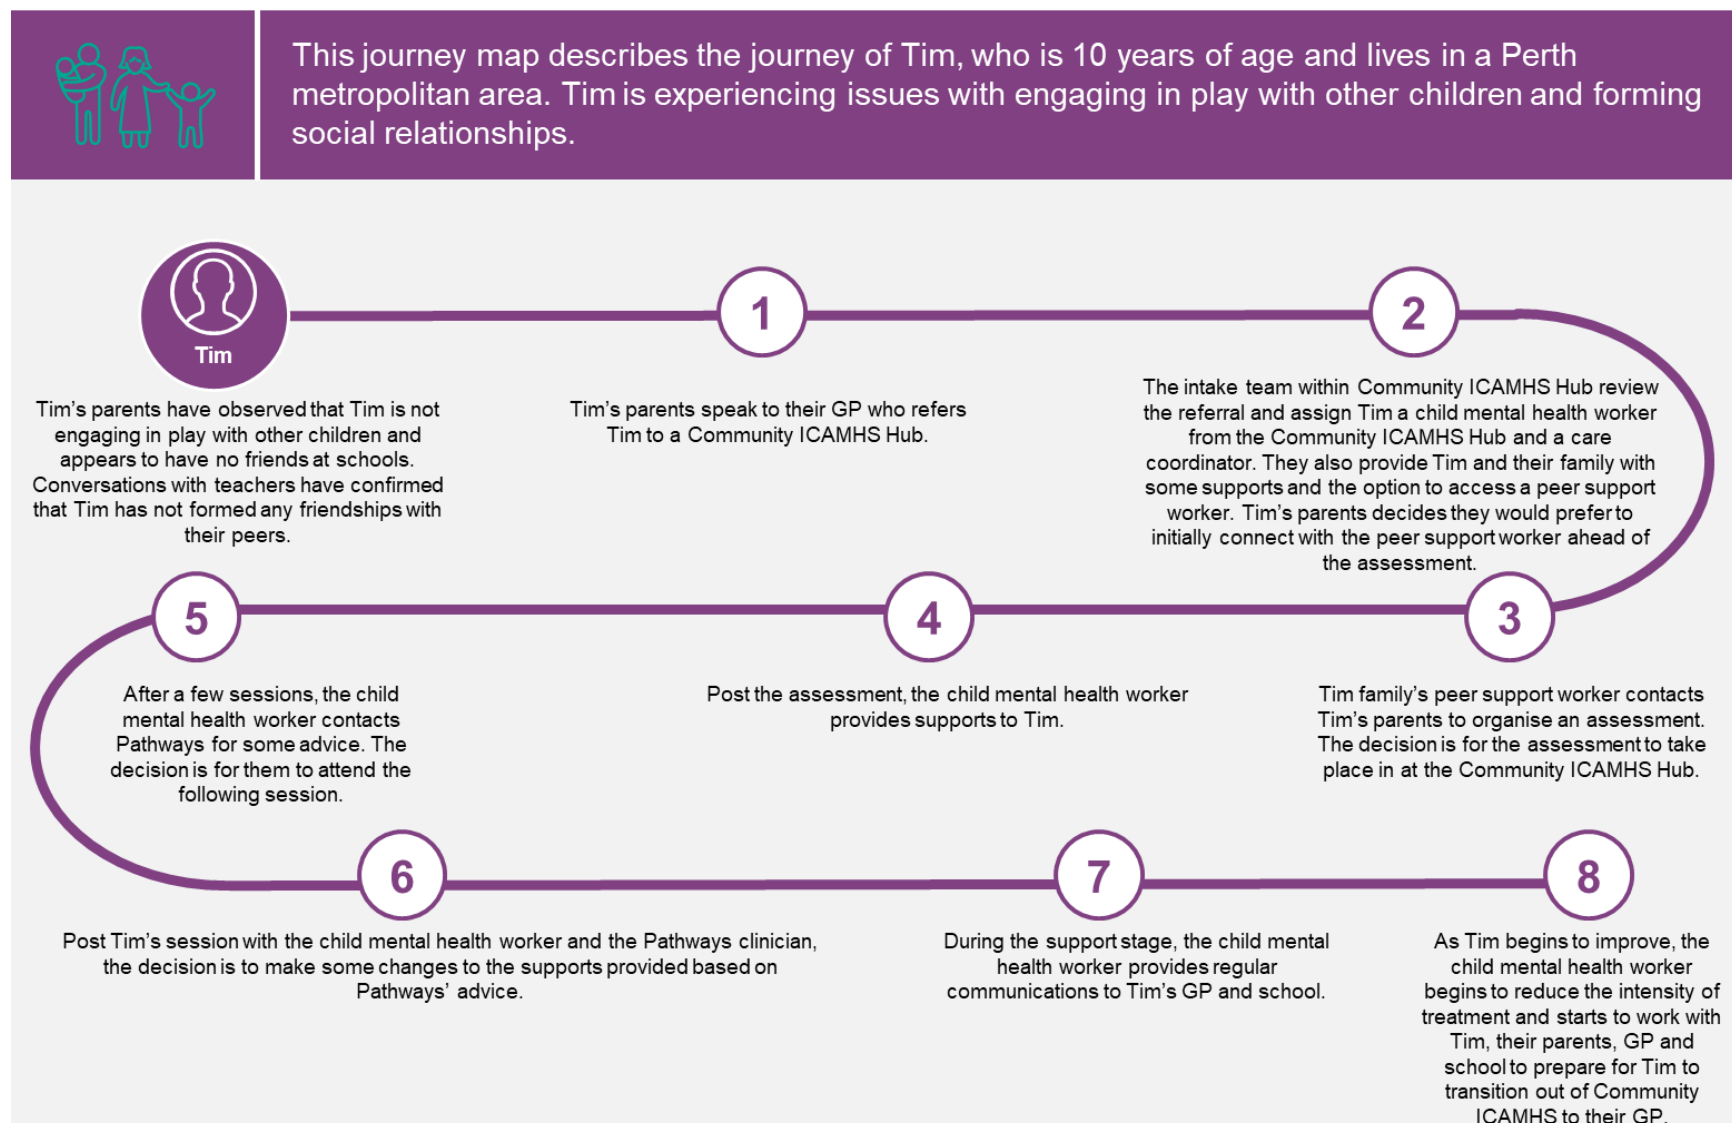 This journey map describes the journey of Tim, who is 10 years of age and lives in a Perth
metropolitan area. Tim is experiencing issues with engaging in play with other children and forming
social relationships.
Tim
Tim's parents have observed that Tim is not
engaging in play with other children and
appears to have no friends at schools.
Conversations with teachers have confirmed
that Tim has not formed any friendships with
their peers.
1
Tim's parents speak to their GP who refers
Tim to a Community ICAMHS Hub.
2
The intake team within Community ICAMHS Hub review
the referral and assign Tim a child mental health worker
from the Community ICAMHS Hub and a care
coordinator. They also provide Tim and their family with
some supports and the option to access a peer support
worker. Tim's parents decides they would prefer to
initially connect with the peer support worker ahead of
the assessment.
3
Tim family's peer support worker contacts
Tim's parents to organise an assessment.
The decision is for the assessment to take
place in at the Community ICAMHS Hub.
4
Post the assessment, the child mental health worker
provides supports to Tim.
5
After a few sessions, the child
mental health worker contacts
Pathways for some advice. The
decision is for them to attend the
following session.
6
Post Tim's session with the child mental health worker and the Pathways clinician,
the decision is to make some changes to the supports provided based on
Pathways' advice.
7
During the support stage, the child mental
health worker provides regular
communications to Tim's GP and school.
8
As Tim begins to improve, the
child mental health worker
begins to reduce the intensity of
treatment and starts to work with
Tim, their parents, GP and
school to prepare for Tim to
transition out of Community
ICAMHS to their GP.